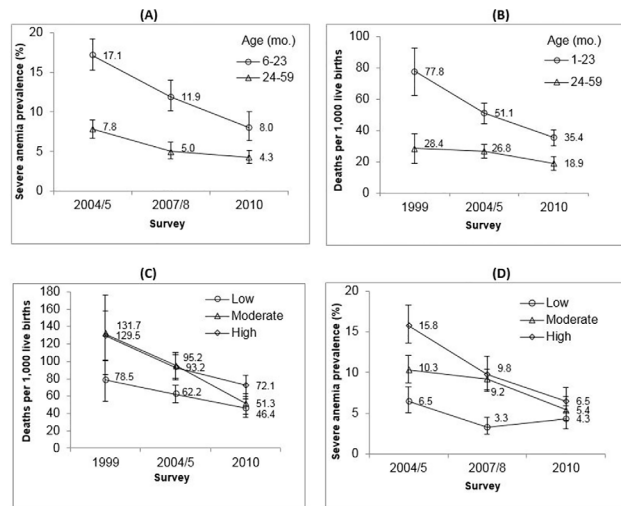 (A)
Severe anemia prevalence (%)
20
15
10
5
0
Age (mo.)
6-23
24-59
17.1
11.9
8.0
7.8
5.0
4.3
2004/5 2007/8 2010
Survey
(B)
Deaths per 1,000 live births
100
80
60
40
20
0
Age (mo.)
1-23
24-59
77.8
51.1
35.4
28.4
26.8
18.9
1999 2004/5 2010
Survey
(C)
Deaths per 1,000 live births
180
160
140
120
100
80
60
40
20
0
Low
Moderate
High
131.7
129.5
95.2
93.2
78.5
72.1
62.2
51.3
46.4
1999 2004/5 2010
Survey
(D)
Severe anemia prevalence (%)
20
15
10
5
0
Low
Moderate
High
15.8
10.3
9.8
9.2
6.5
6.5
5.4
3.3
4.3
2004/5 2007/8 2010
Survey